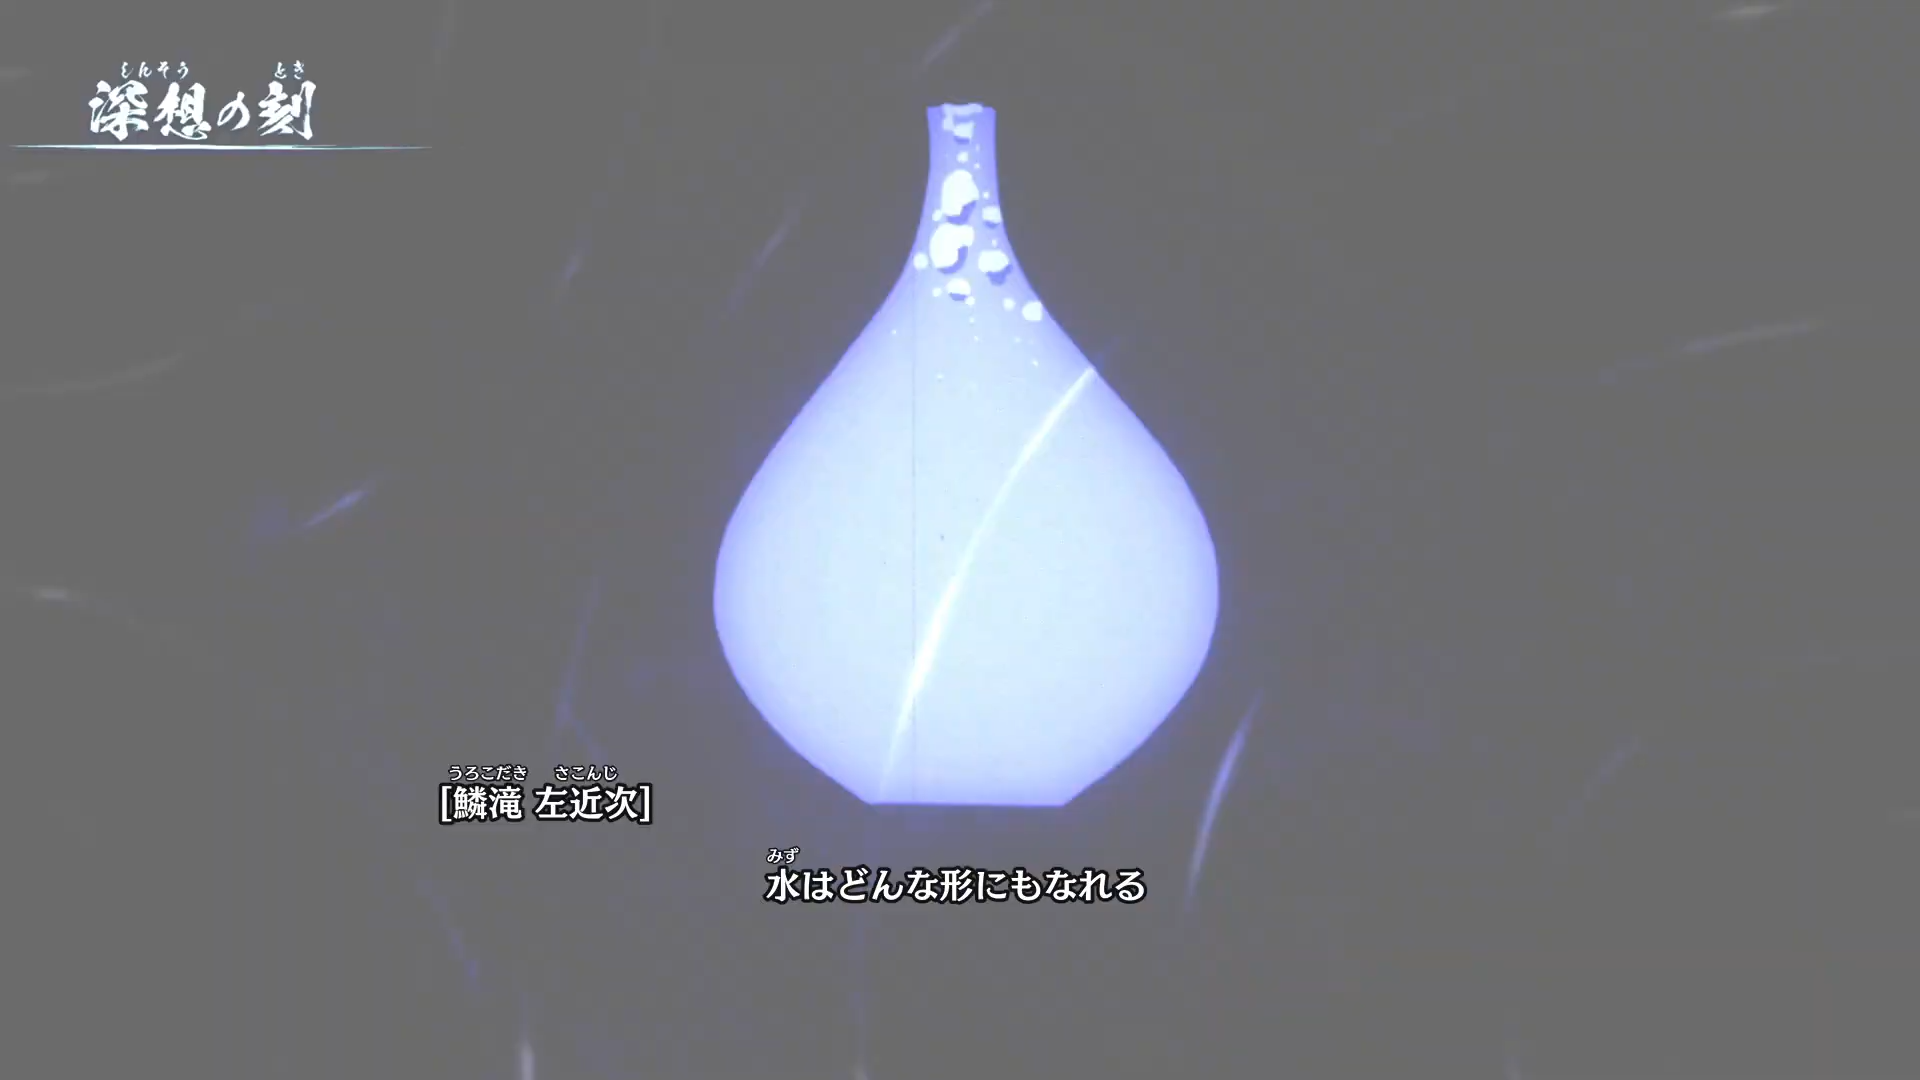 しんそう とき
深想の刻
うろこだき さこんじ
[鱗滝 左近次]
みず
水はどんな形にもなれる